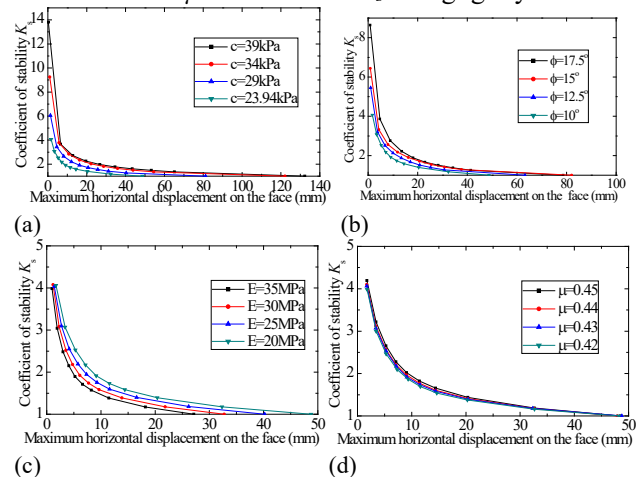 Coefficient of stability Ks
14
12
10
8
6
4
2
c=39kPa
c=34kPa
c=29kPa
c=23.94kPa
0 20 40 60 80 100 120 140
Maximum horizontal displacement on the face (mm)
(a)
Coefficient of stability Ks
8
6
4
2
ϕ=17.5°
ϕ=15°
ϕ=12.5°
ϕ=10°
0 20 40 60 80 100
Maximum horizontal displacement on the face (mm)
(b)
Coefficient of stability Ks
5
4
3
2
1
E=35MPa
E=30MPa
E=25MPa
E=20MPa
0 10 20 30 40 50
Maximum horizontal displacement on the face (mm)
(c)
Coefficient of stability Ks
5
4
3
2
1
μ=0.45
μ=0.44
μ=0.43
μ=0.42
0 10 20 30 40 50
Maximum horizontal displacement on the face (mm)
(d)